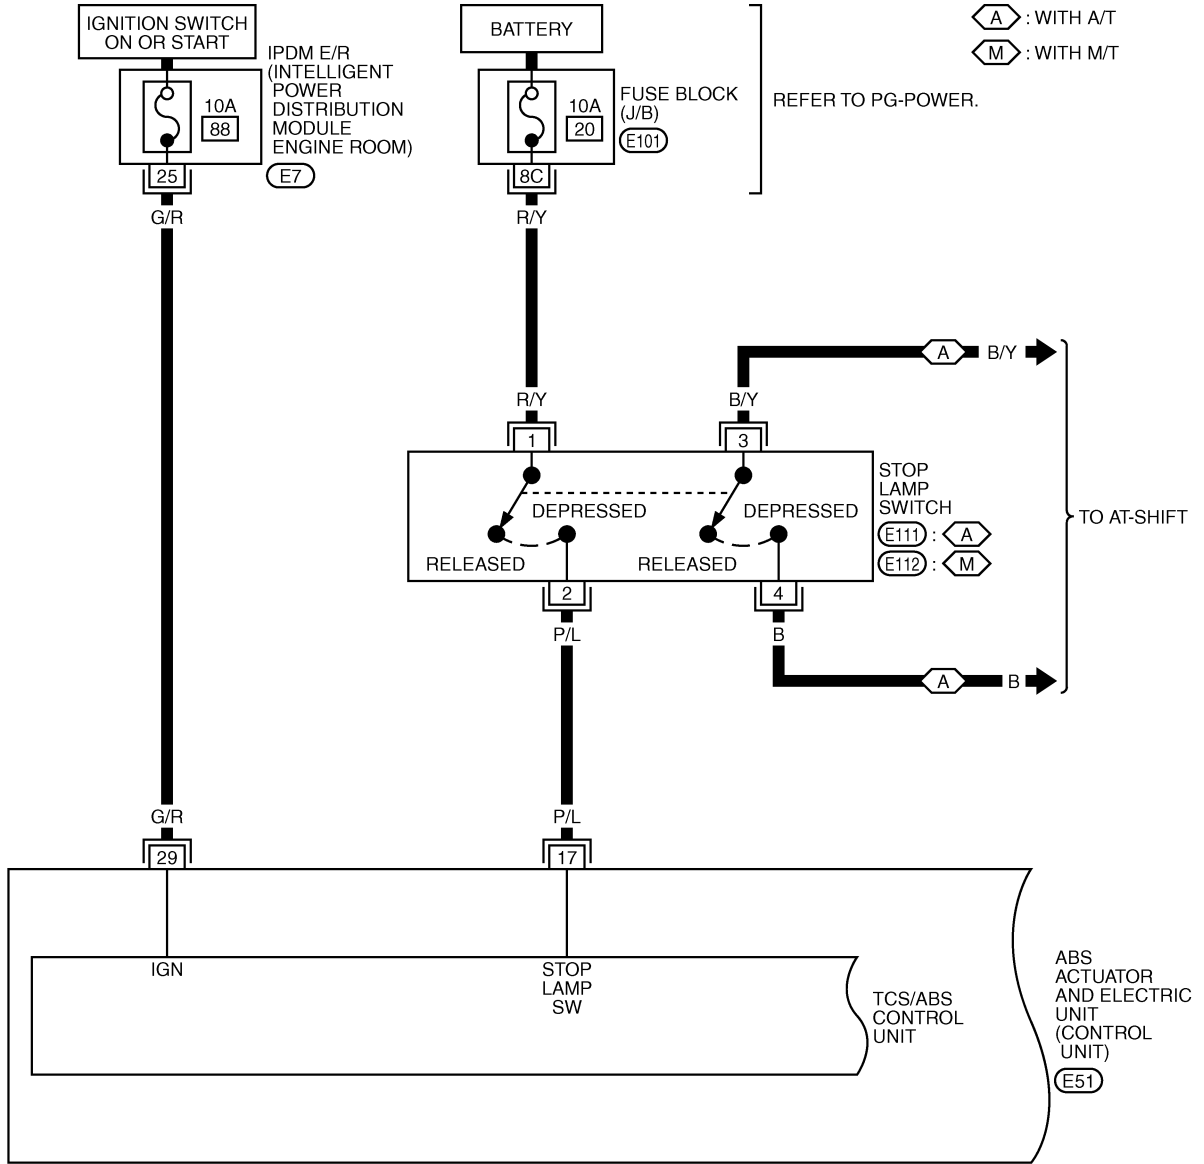 IGNITION SWITCH
ON OR START
BATTERY
A : WITH A/T
M : WITH M/T
IPDM E/R
(INTELLIGENT
POWER
DISTRIBUTION
MODULE
ENGINE ROOM)
E7
10A
88
10A
20
FUSE BLOCK
(J/B)
E101
REFER TO PG-POWER.
25
8C
G/R
R/Y
A
B/Y
R/Y
B/Y
1
3
STOP
LAMP
SWITCH
E111 : A
E112 : M
DEPRESSED
DEPRESSED
RELEASED
RELEASED
TO AT-SHIFT
2
4
P/L
B
A
B
G/R
P/L
29
17
IGN
STOP
LAMP
SW
TCS/ABS
CONTROL
UNIT
ABS
ACTUATOR
AND ELECTRIC
UNIT
(CONTROL
UNIT)
E51